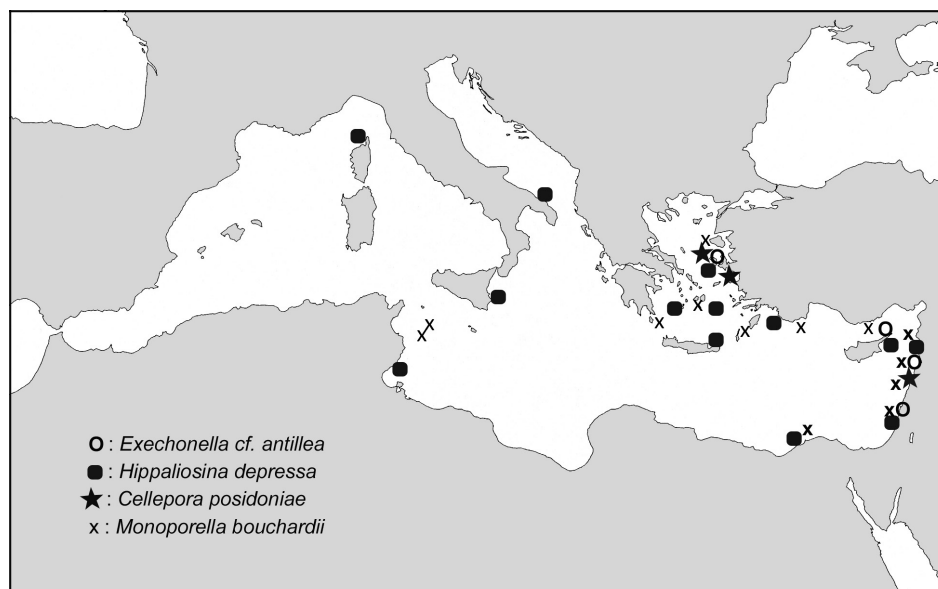 O : Exechonella cf. antillea
: Hippaliosina depressa
★ : Cellepora posidoniae
x : Monoporella bouchardii